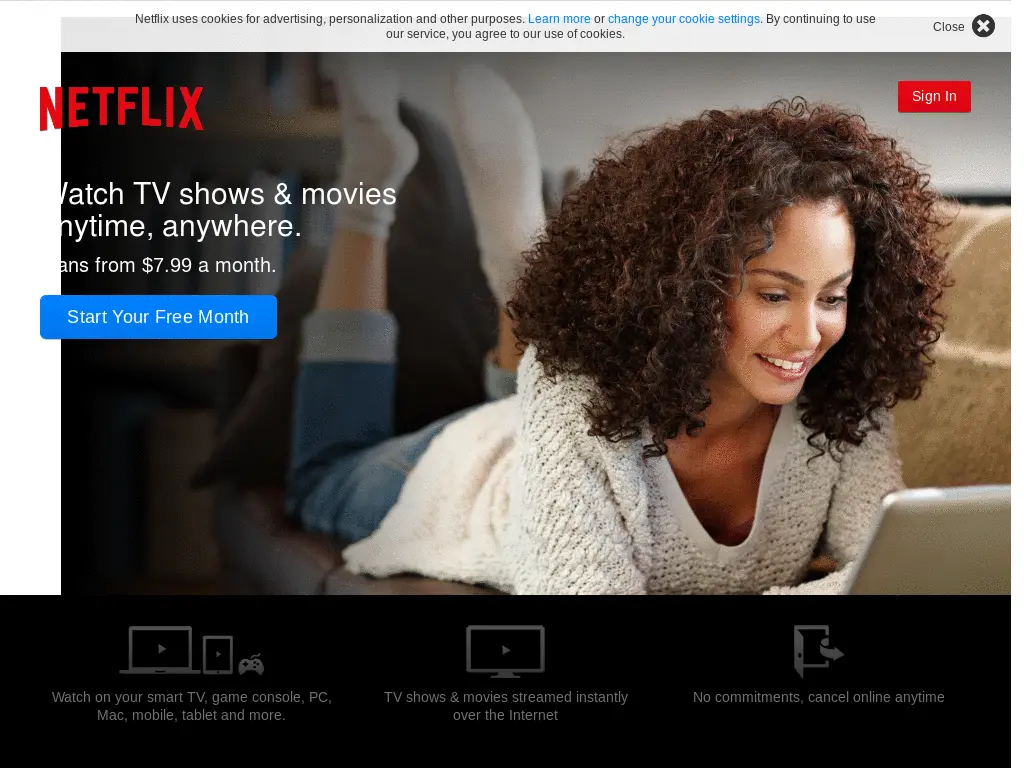 Netflix uses cookies for advertising, personalization and other purposes. Learn more or change your cookie settings. By continuing to use
our service, you agree to our use of cookies.
Close
NETFLIX
Sign In
Watch TV shows & movies
anytime, anywhere.
Plans from $7.99 a month.
Start Your Free Month
Watch on your smart TV, game console, PC,
Mac, mobile, tablet and more.
TV shows & movies streamed instantly
over the Internet
No commitments, cancel online anytime